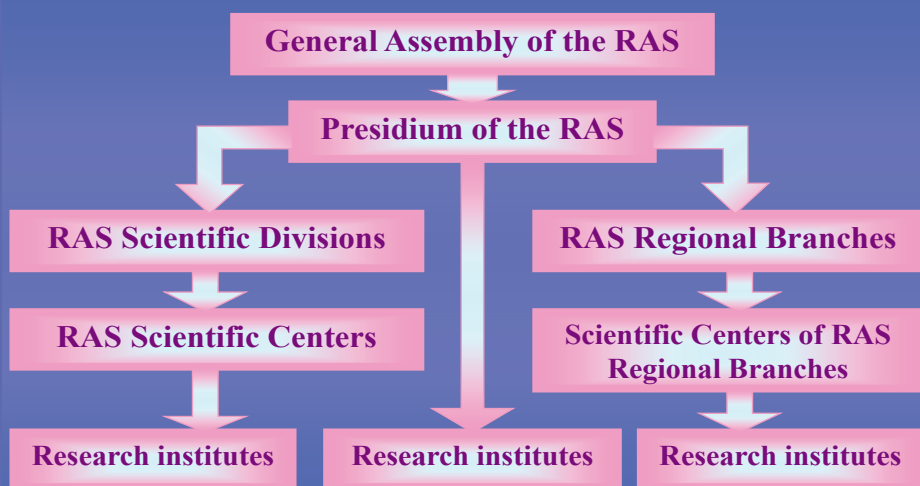 General Assembly of the RAS
Presidium of the RAS
RAS Scientific Divisions
RAS Regional Branches
RAS Scientific Centers
Scientific Centers of RAS
Regional Branches
Research institutes
Research institutes
Research institutes